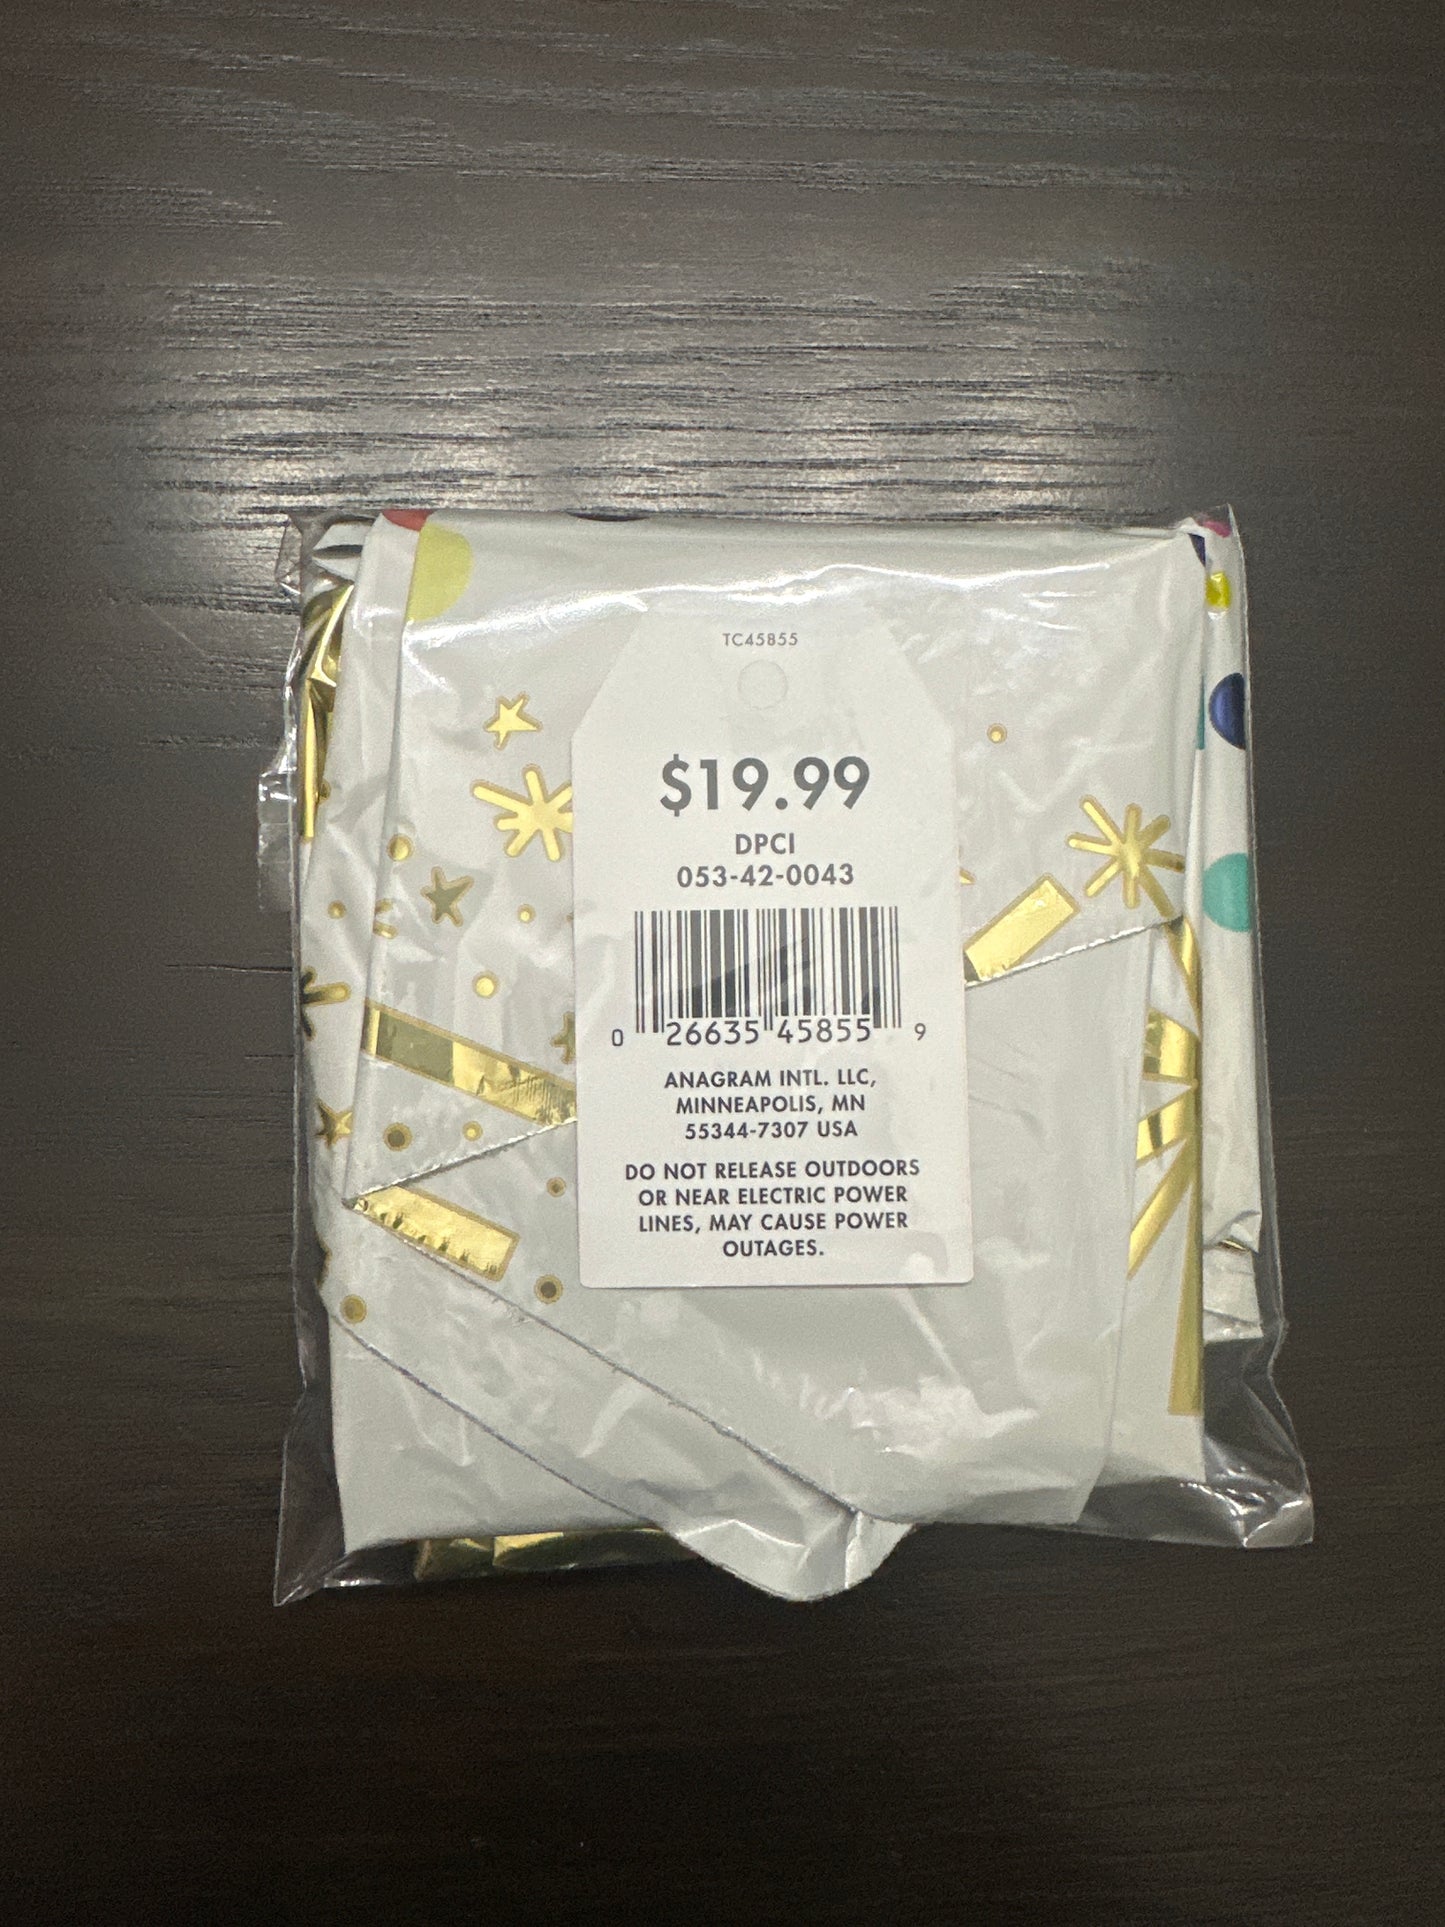 TC45855
$19.99
DPCI
053-42-0043
0 26635 45855 9
ANAGRAM INTL. LLC,
MINNEAPOLIS, MN
55344-7307 USA
DO NOT RELEASE OUTDOORS
OR NEAR ELECTRIC POWER
LINES, MAY CAUSE POWER
OUTAGES.